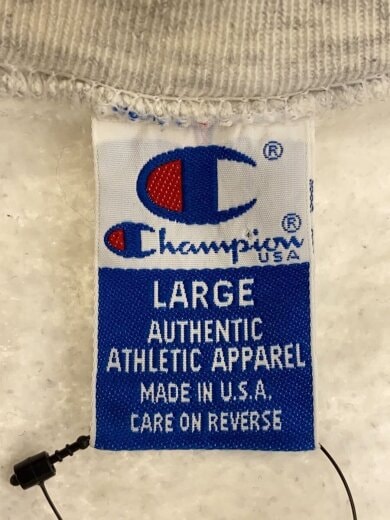 ®
Champion®
USA
LARGE
AUTHENTIC
ATHLETIC APPAREL
MADE IN U.S.A.
CARE ON REVERSE